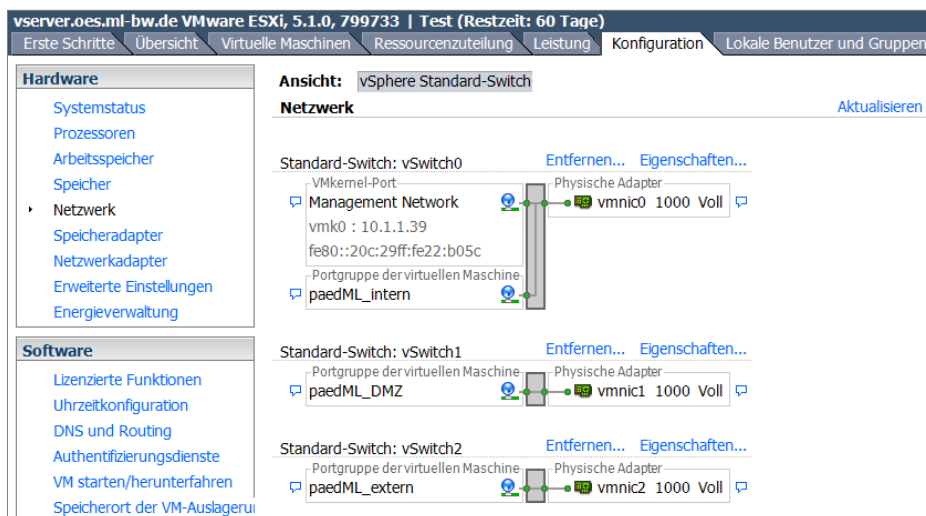 vserver.oes.ml-bw.de VMware ESXi, 5.1.0, 799733 | Test (Restzeit: 60 Tage)
Erste Schritte Übersicht Virtuelle Maschinen Ressourcenzuteilung Leistung Konfiguration Lokale Benutzer und Gruppen
Hardware
Systemstatus
Prozessoren
Arbeitsspeicher
Speicher
Netzwerk
Speicheradapter
Netzwerkadapter
Erweiterte Einstellungen
Energieverwaltung
Software
Lizenzierte Funktionen
Uhrzeitkonfiguration
DNS und Routing
Authentifizierungsdienste
VM starten/herunterfahren
Speicherort der VM-Auslageru
Ansicht: vSphere Standard-Switch
Netzwerk Aktualisieren
Standard-Switch: vSwitch0 Entfernen... Eigenschaften...
VMkernel-Port Physische Adapter
Management Network vmnic0 1000 Voll
vmk0 : 10.1.1.39
fe80::20c:29ff:fe22:b05c
Portgruppe der virtuellen Maschine
paedML_intern
Standard-Switch: vSwitch1 Entfernen... Eigenschaften...
Portgruppe der virtuellen Maschine Physische Adapter
paedML_DMZ vmnic1 1000 Voll
Standard-Switch: vSwitch2 Entfernen... Eigenschaften...
Portgruppe der virtuellen Maschine Physische Adapter
paedML_extern vmnic2 1000 Voll